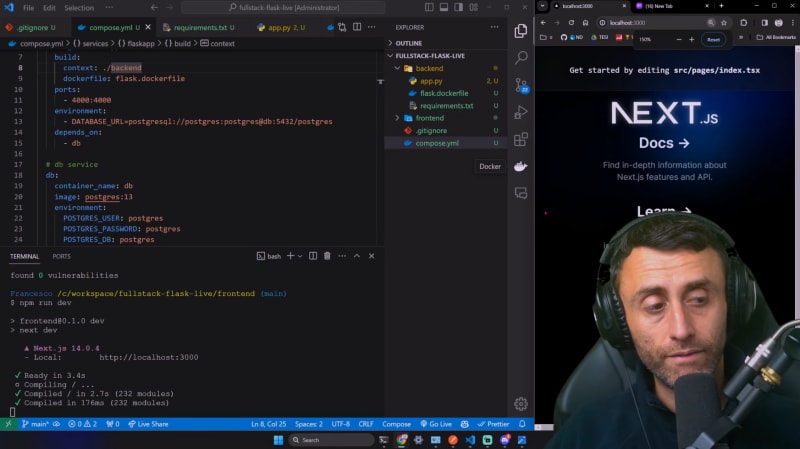 File Edit Selection
fullstack-flask-live [Administrator]
.gitignore U
compose.yml U
requirements.txt U
app.py 2, U
compose.yml > {} services > {} flaskapp > {} build > context
7 build:
8 context: ./backend
9 dockerfile: flask.dockerfile
10 ports:
11 - 4000:4000
12 environment:
13 - DATABASE_URL=postgresql://postgres:postgres@db:5432/postgres
14 depends_on:
15 - db
16
17 # db service
18 db:
19 container_name: db
20 image: postgres:13
21 environment:
22 POSTGRES_USER: postgres
23 POSTGRES_PASSWORD: postgres
24 POSTGRES_DB: postgres
TERMINAL PORTS
bash
found 0 vulnerabilities
Francesco /c/workspace/fullstack-flask-live/frontend (main)
$ npm run dev
> frontend@0.1.0 dev
> next dev
▲ Next.js 14.0.4
- Local: http://localhost:3000
✓ Ready in 3.4s
○ Compiling / ...
✓ Compiled / in 2.7s (232 modules)
✓ Compiled in 176ms (232 modules)
EXPLORER
OUTLINE
FULLSTACK-FLASK-LIVE
backend
app.py 2, U
flask.dockerfile U
requirements.txt U
frontend
.gitignore U
compose.yml U
22
Docker
main* 0 2 0 Live Share
Ln 8, Col 25 Spaces: 2 UTF-8 CRLF Compose Go Live Prettier
Search
localhost:3000
(16) New Tab
localhost:3000
150% - + Reset
ND TESI
All Bookmarks
Get started by editing src/pages/index.tsx
NEXT.JS
Docs ->
Find in-depth information about
Next.js features and API.
Learn ->